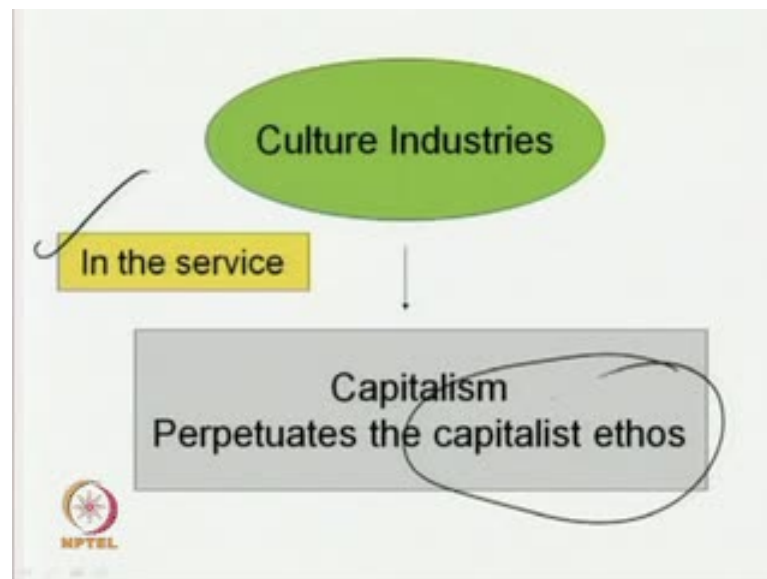 Culture Industries
In the service
Capitalism
Perpetuates the capitalist ethos
NPTEL